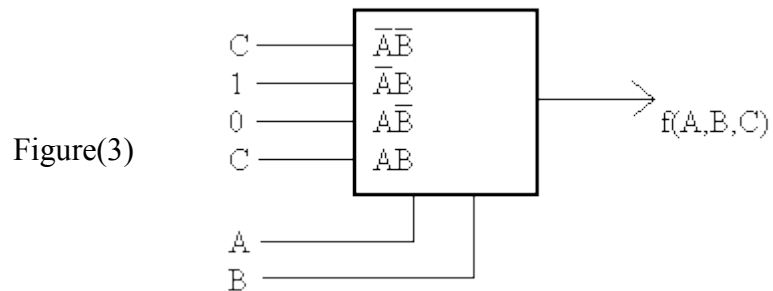 C A̅B̅
1 A̅B
0 AB̅
C AB
f(A,B,C)
Figure(3)
A
B